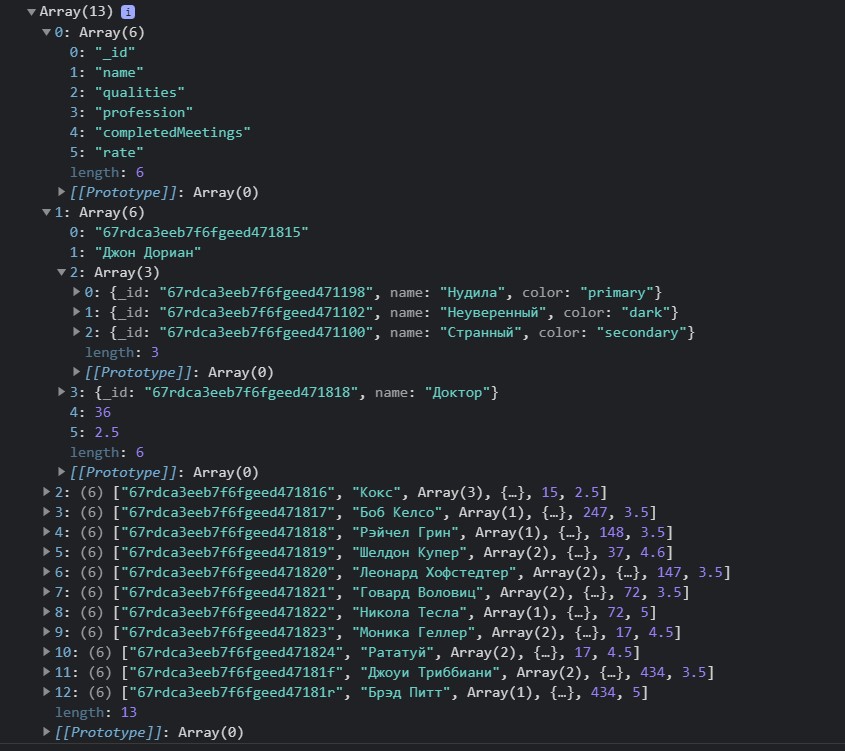 Array(13) i
0: Array(6)
0: "_id"
1: "name"
2: "qualities"
3: "profession"
4: "completedMeetings"
5: "rate"
length: 6
[[Prototype]]: Array(0)
1: Array(6)
0: "67rdca3eeb7f6fgeed471815"
1: "Джон Дориан"
2: Array(3)
0: {_id: "67rdca3eeb7f6fgeed471198", name: "Нудила", color: "primary"}
1: {_id: "67rdca3eeb7f6fgeed471102", name: "Неуверенный", color: "dark"}
2: {_id: "67rdca3eeb7f6fgeed471100", name: "Странный", color: "secondary"}
length: 3
[[Prototype]]: Array(0)
3: {_id: "67rdca3eeb7f6fgeed471818", name: "Доктор"}
4: 36
5: 2.5
length: 6
[[Prototype]]: Array(0)
2: (6) ["67rdca3eeb7f6fgeed471816", "Кокс", Array(3), {…}, 15, 2.5]
3: (6) ["67rdca3eeb7f6fgeed471817", "Боб Келсо", Array(1), {…}, 247, 3.5]
4: (6) ["67rdca3eeb7f6fgeed471818", "Рэйчел Грин", Array(1), {…}, 148, 3.5]
5: (6) ["67rdca3eeb7f6fgeed471819", "Шелдон Купер", Array(2), {…}, 37, 4.6]
6: (6) ["67rdca3eeb7f6fgeed471820", "Леонард Хофстедтер", Array(2), {…}, 147, 3.5]
7: (6) ["67rdca3eeb7f6fgeed471821", "Говард Воловиц", Array(2), {…}, 72, 3.5]
8: (6) ["67rdca3eeb7f6fgeed471822", "Никола Тесла", Array(1), {…}, 72, 5]
9: (6) ["67rdca3eeb7f6fgeed471823", "Моника Геллер", Array(2), {…}, 17, 4.5]
10: (6) ["67rdca3eeb7f6fgeed471824", "Рататуй", Array(2), {…}, 17, 4.5]
11: (6) ["67rdca3eeb7f6fgeed47181f", "Джоуи Триббиани", Array(2), {…}, 434, 3.5]
12: (6) ["67rdca3eeb7f6fgeed47181r", "Брэд Питт", Array(1), {…}, 434, 5]
length: 13
[[Prototype]]: Array(0)